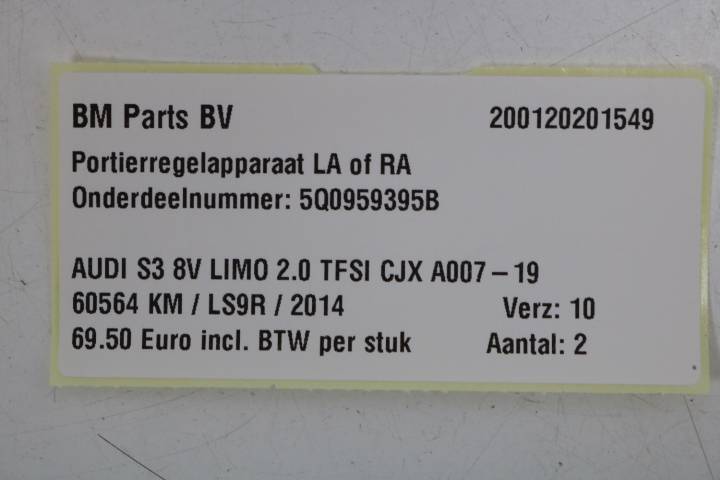 BM Parts BV 200120201549
Portierregelapparaat LA of RA
Onderdeelnummer: 5Q0959395B
AUDI S3 8V LIMO 2.0 TFSI CJX A007-19
60564 KM / LS9R / 2014 Verz: 10
69.50 Euro incl. BTW per stuk Aantal: 2